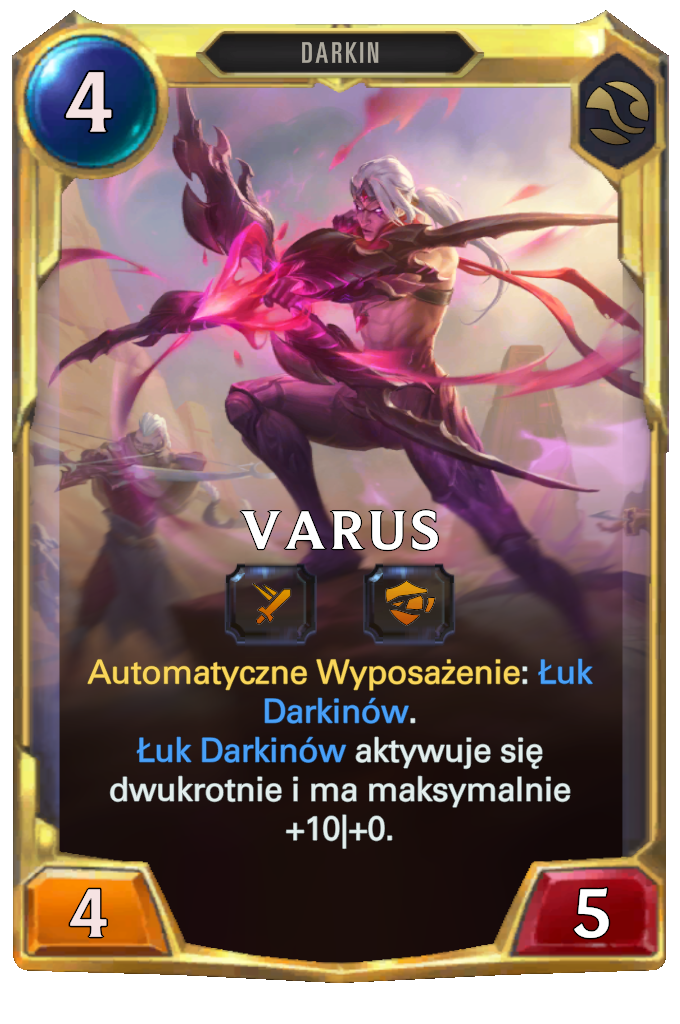 DARKIN
4
VARUS
Automatyczne Wyposażenie: Łuk
Darkinów.
Łuk Darkinów aktywuje się
dwukrotnie i ma maksymalnie
+10|+0.
4
5